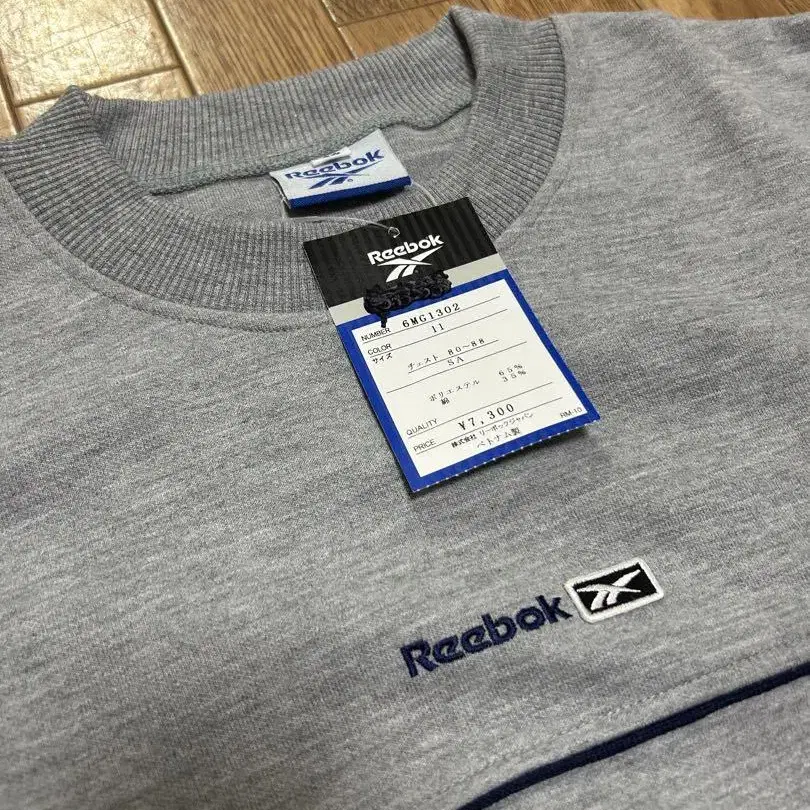 Reebok
Reebok
NUMBER 6MG1302
COLOR 11
サイズ
チェスト 80~88
SA
ポリエステル 65%
綿 35%
QUALITY
PRICE ¥7,300
RM-10
株式会社 リーボックジャパン
ベトナム製
Reebok